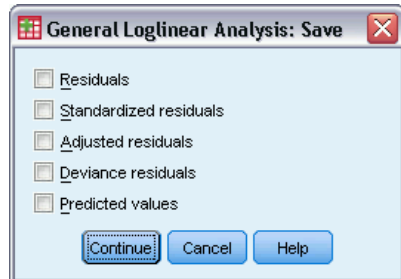 General Loglinear Analysis: Save
Residuals
Standardized residuals
Adjusted residuals
Deviance residuals
Predicted values
Continue Cancel Help